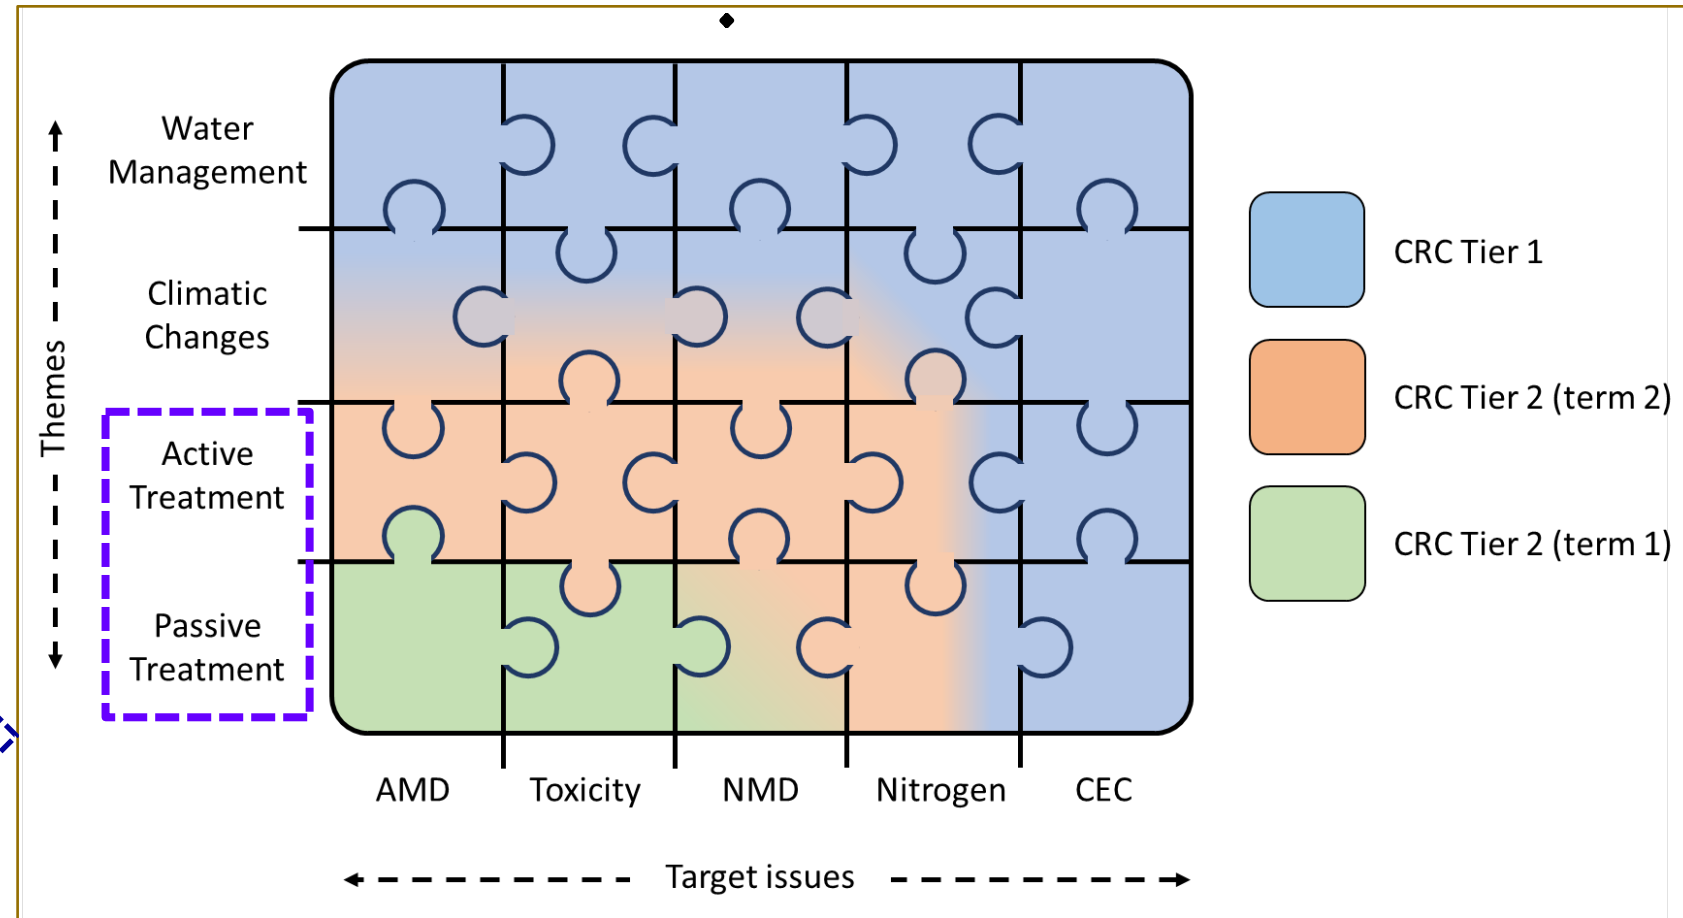 Water
Management
Climatic
Changes
Themes
Active
Treatment
Passive
Treatment
AMD
Toxicity
NMD
Nitrogen
CEC
Target issues
CRC Tier 1
CRC Tier 2 (term 2)
CRC Tier 2 (term 1)